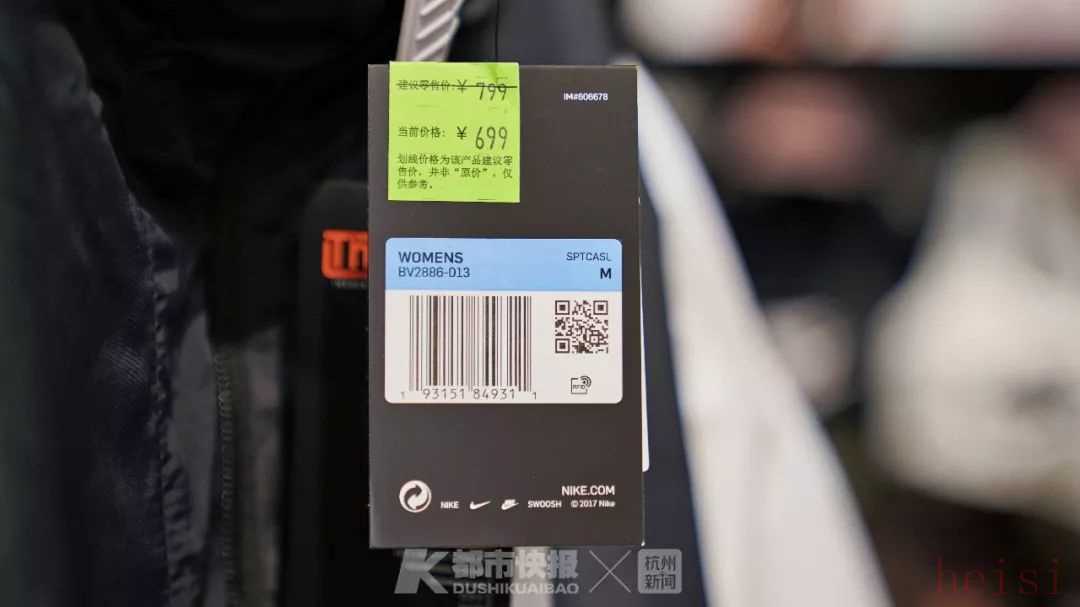 建议零售价:¥ 799
IM#606678
当前价格: ¥ 699
划线价格为该产品建议零
售价,并非“原价”,仅
供参考。
WOMENS
SPTCASL
BV2886-013
M
1 93151 84931 1
RFID
NIKE.COM
NIKE
SWOOSH © 2017 Nike
K都市快报
DUSHIKUAIBAO
杭州
新闻
heisi